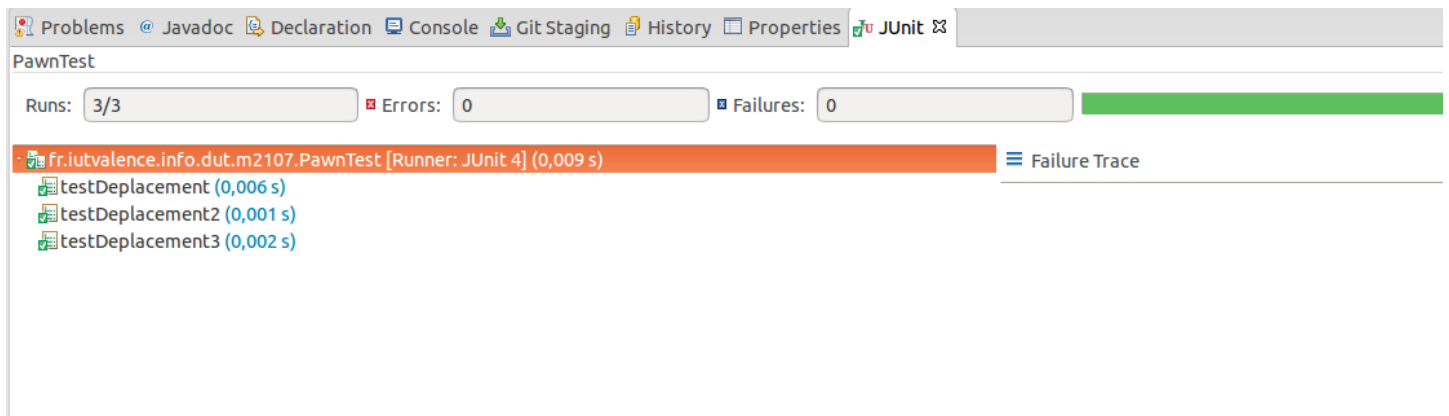 Problems @ Javadoc Declaration Console Git Staging History Properties JUnit
PawnTest
Runs: 3/3 Errors: 0 Failures: 0
fr.iutvalence.info.dut.m2107.PawnTest [Runner: JUnit 4] (0,009 s) Failure Trace
testDeplacement (0,006 s)
testDeplacement2 (0,001 s)
testDeplacement3 (0,002 s)